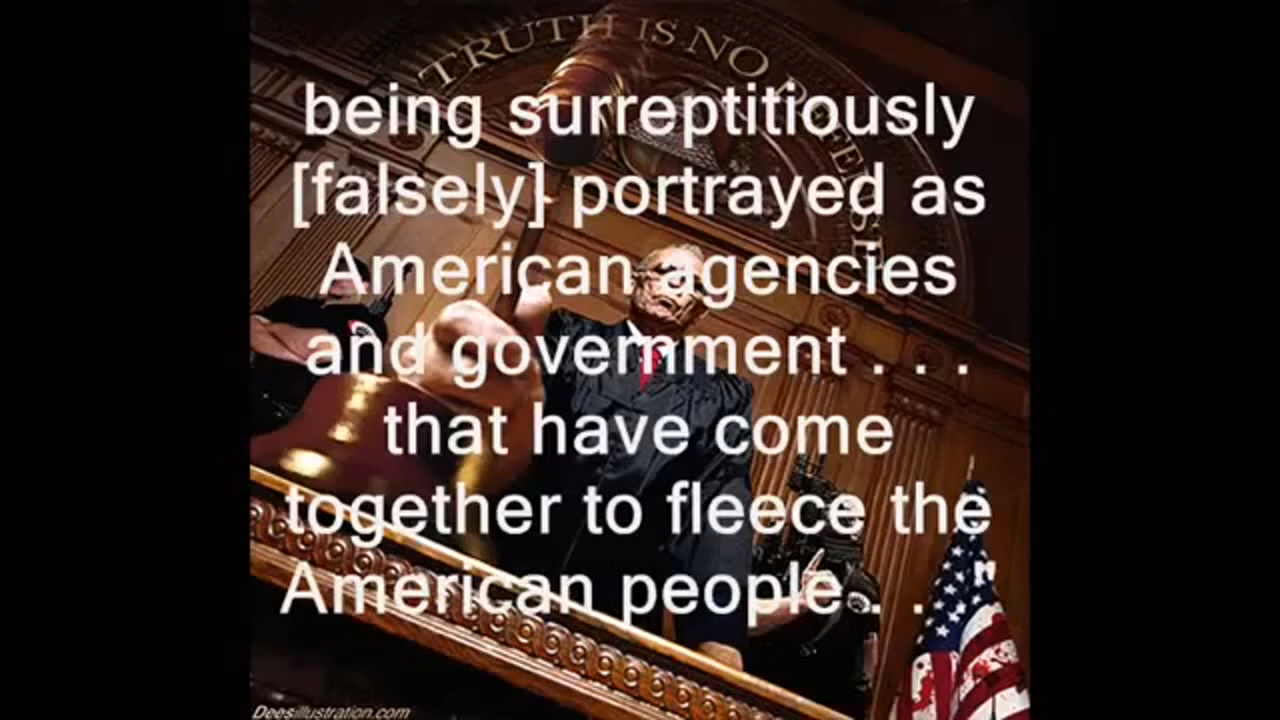 TRUTH IS NO DEFENSE
being surreptitiously
[falsely] portrayed as
American agencies
and government . . .
that have come
together to fleece the
American people . . ."
Deesillustration.com